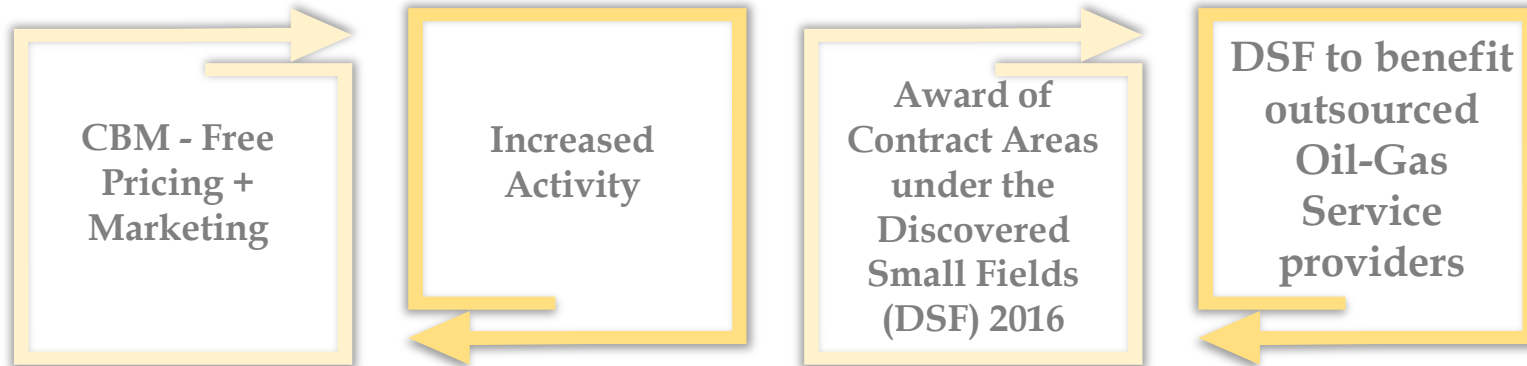 CBM - Free
Pricing +
Marketing
Increased
Activity
Award of
Contract Areas
under the
Discovered
Small Fields
(DSF) 2016
DSF to benefit
outsourced
Oil-Gas
Service
providers